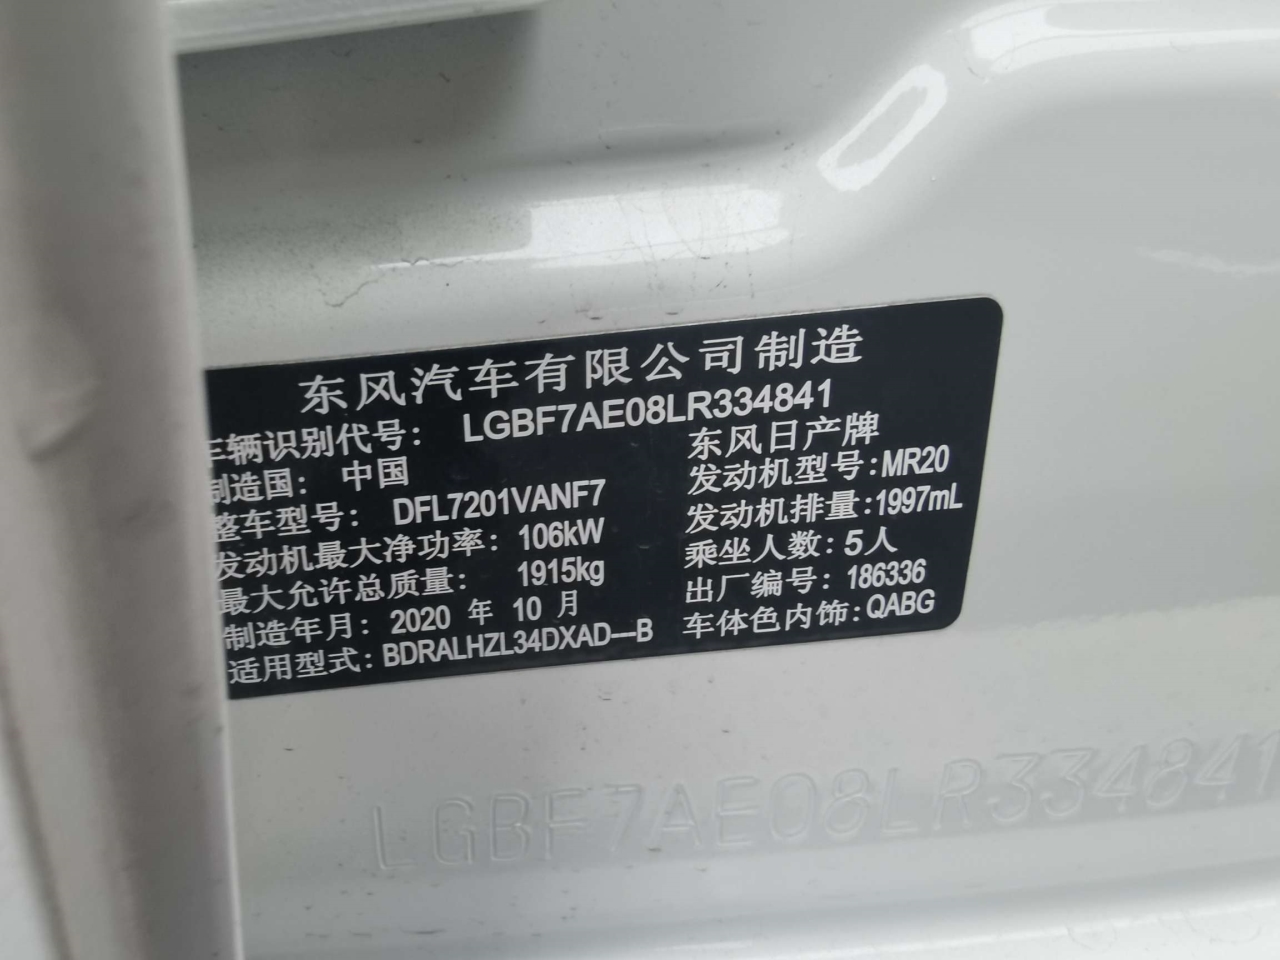 东风汽车有限公司制造
车辆识别代号: LGBF7AE08LR334841
制造国: 中国 东风日产牌
整车型号: DFL7201VANF7 发动机型号:MR20
发动机最大净功率: 106kW 发动机排量:1997mL
最大允许总质量: 1915kg 乘坐人数: 5人
制造年月: 2020 年 10 月 出厂编号: 186336
适用型式: BDRALHZL34DXAD—B 车体色内饰:QABG
LGBF7AE08LR334841